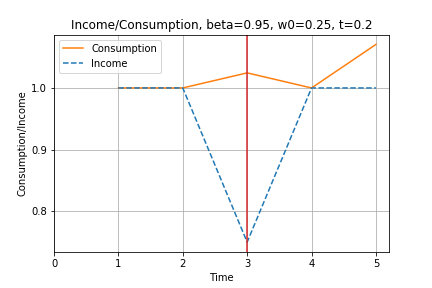 Income/Consumption, beta=0.95, w0=0.25, t=0.2
Consumption
Income
Consumption/Income
1.0
0.9
0.8
0 1 2 3 4 5
Time